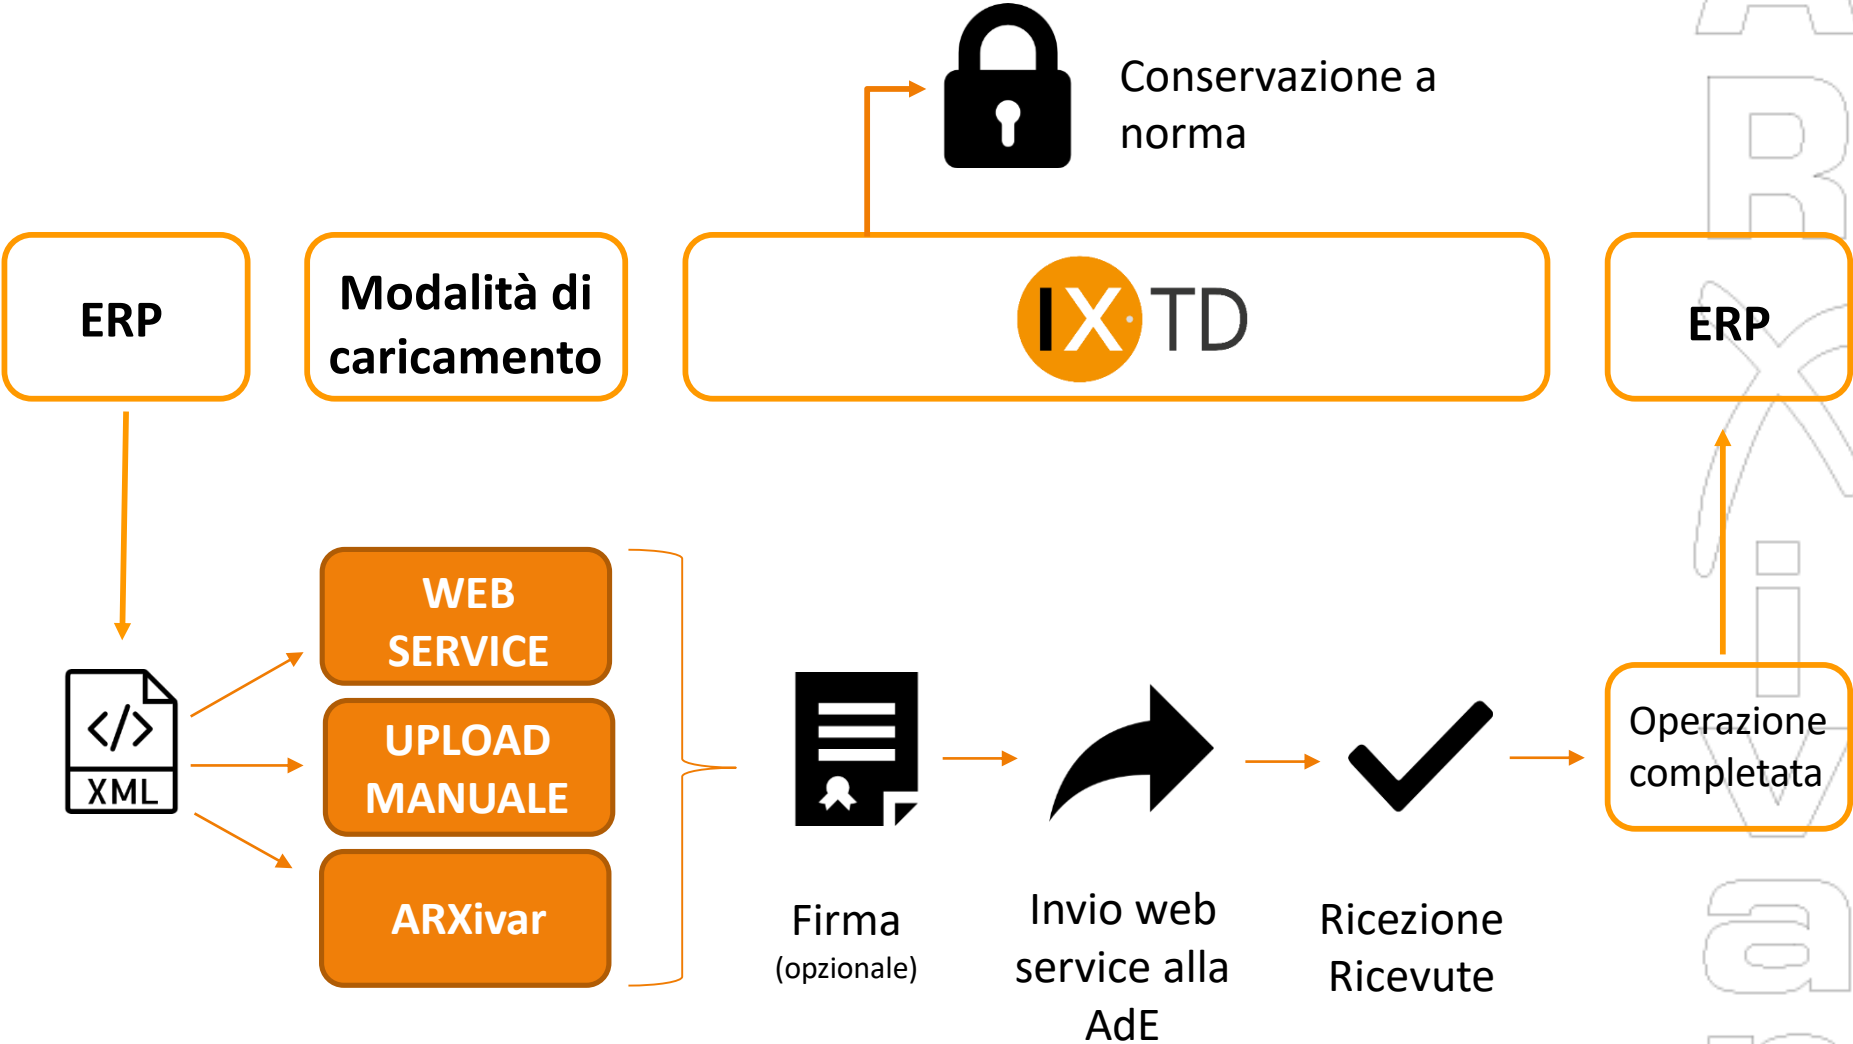 Conservazione a
norma
ERP
Modalità di
caricamento
IX·TD
ERP
WEB
SERVICE
</>
XML
UPLOAD
MANUALE
ARXivar
Firma
(opzionale)
Invio web
service alla
AdE
Ricezione
Ricevute
Operazione
completata
ARXivar